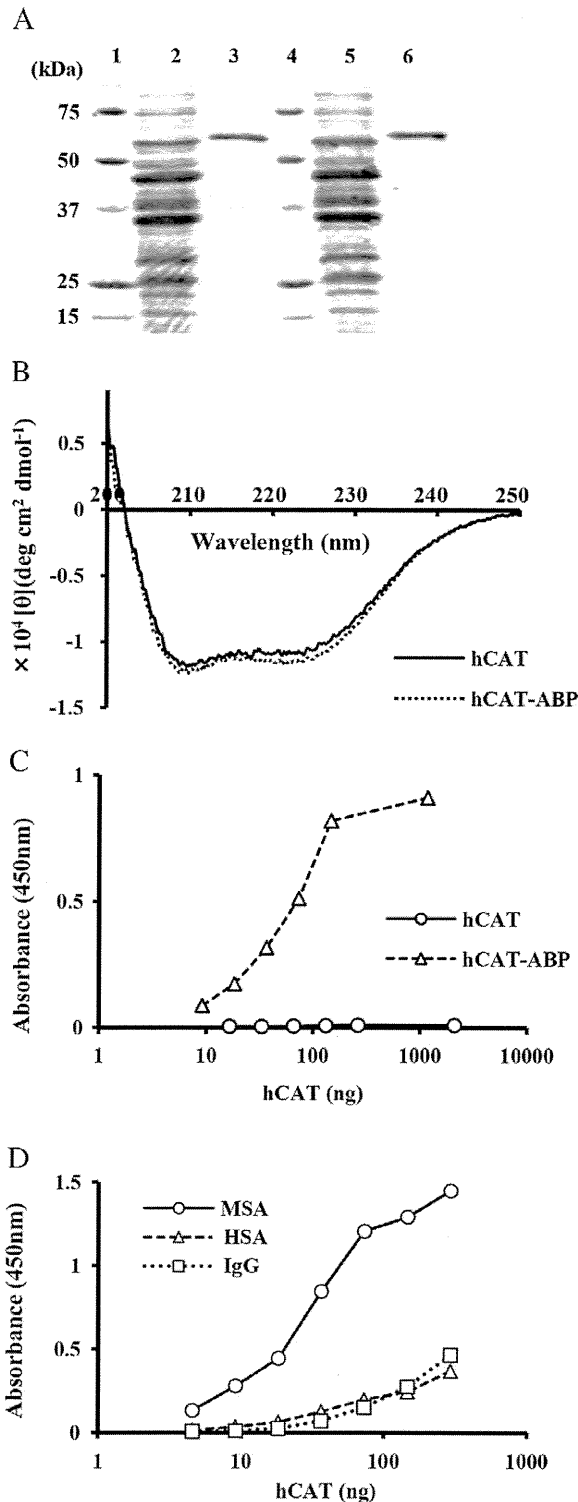 A
1 2 3 4 5 6
(kDa)
75
50
37
25
15
B
0.5
0
-0.5
-1
-1.5
2 210 220 230 240 250
Wavelength (nm)
×10⁴ [θ](deg cm² dmol⁻¹)
hCAT
hCAT-ABP
C
1
0.5
0
Absorbance (450nm)
hCAT
hCAT-ABP
1 10 100 1000 10000
hCAT (ng)
D
1.5
1
0.5
0
Absorbance (450nm)
MSA
HSA
IgG
1 10 100 1000
hCAT (ng)